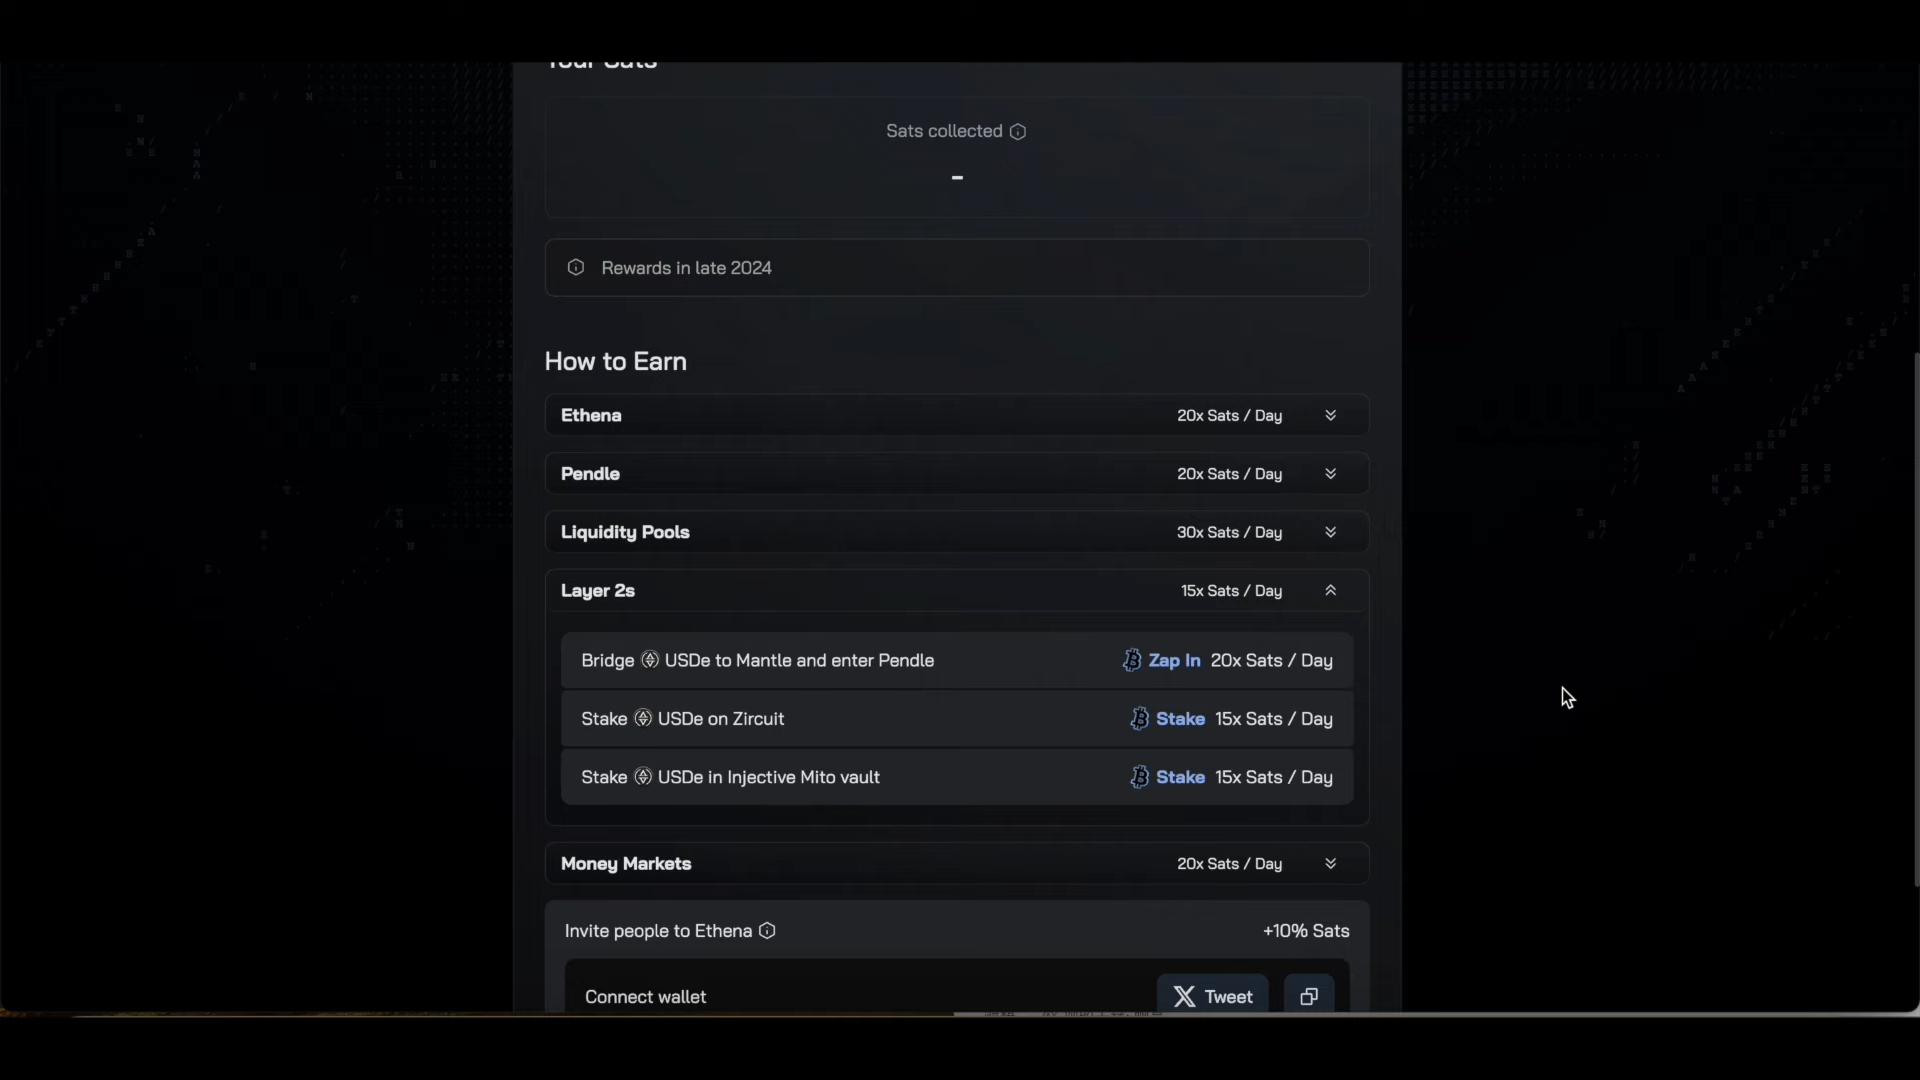 Your Sats
Sats collected
-
Rewards in late 2024
How to Earn
Ethena 20x Sats / Day
Pendle 20x Sats / Day
Liquidity Pools 30x Sats / Day
Layer 2s 15x Sats / Day
Bridge USDe to Mantle and enter Pendle Zap In 20x Sats / Day
Stake USDe on Zircuit Stake 15x Sats / Day
Stake USDe in Injective Mito vault Stake 15x Sats / Day
Money Markets 20x Sats / Day
Invite people to Ethena +10% Sats
Connect wallet Tweet